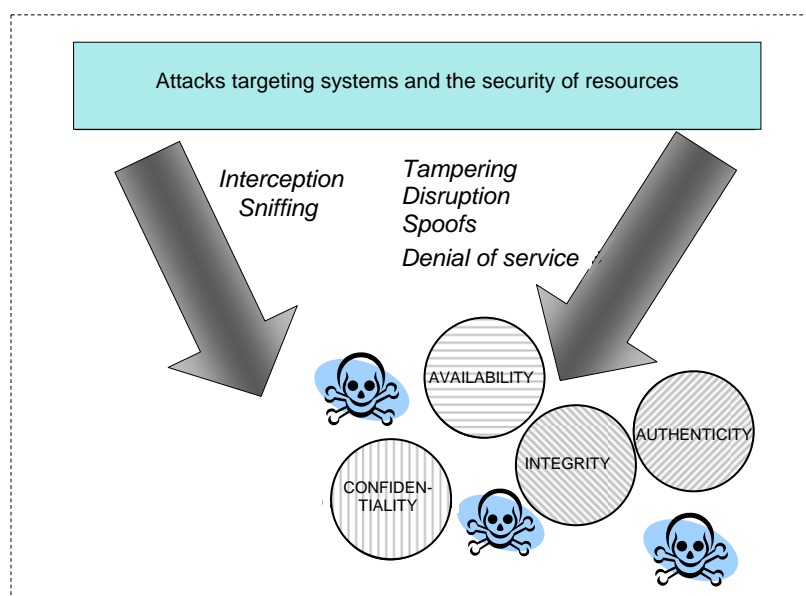 Attacks targeting systems and the security of resources
Interception
Sniffing
Tampering
Disruption
Spoofs
Denial of service
AVAILABILITY
AUTHENTICITY
INTEGRITY
CONFIDEN-
TIALITY